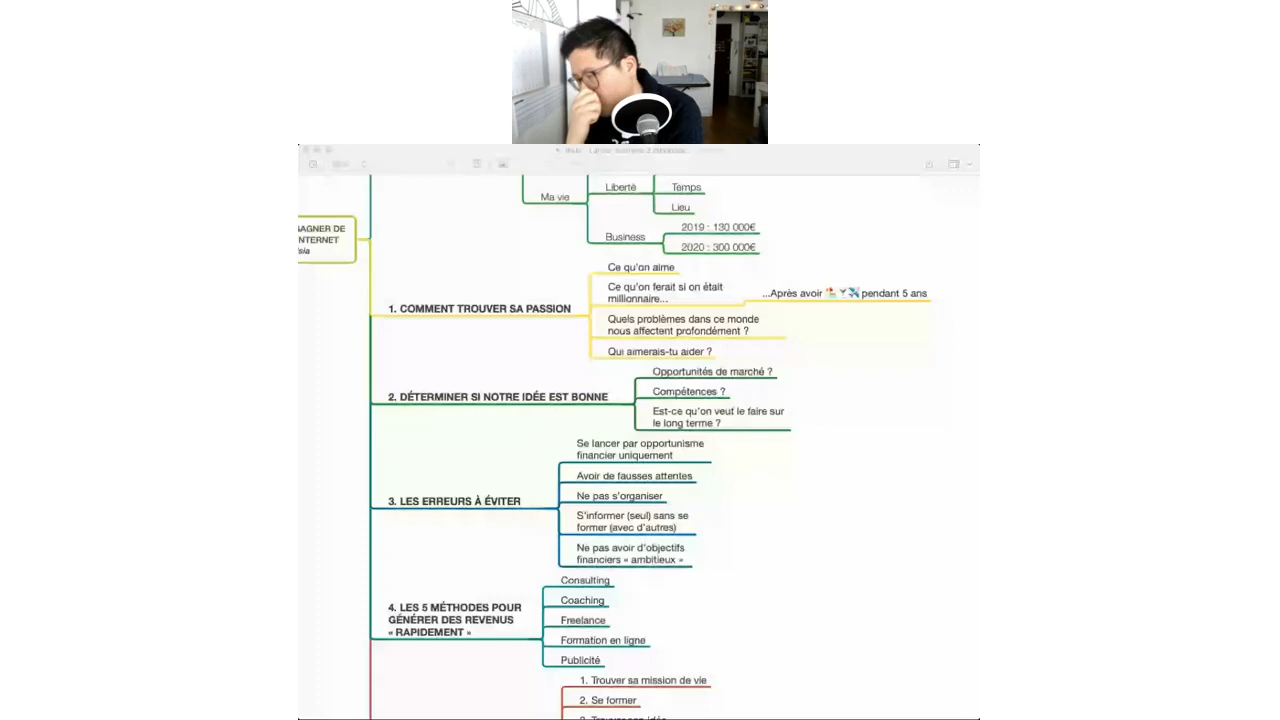 Liberté
Temps
Ma vie
Lieu
Business
2019 : 130 000€
2020 : 300 000€
GAGNER DE
INTERNET
Ce qu'on aime
Ce qu'on ferait si on était
millionnaire...
...Après avoir 🏖️🍸✈️ pendant 5 ans
1. COMMENT TROUVER SA PASSION
Quels problèmes dans ce monde
nous affectent profondément ?
Qui aimerais-tu aider ?
Opportunités de marché ?
2. DÉTERMINER SI NOTRE IDÉE EST BONNE
Compétences ?
Est-ce qu'on veut le faire sur
le long terme ?
Se lancer par opportunisme
financier uniquement
Avoir de fausses attentes
3. LES ERREURS À ÉVITER
Ne pas s'organiser
S'informer (seul) sans se
former (avec d'autres)
Ne pas avoir d'objectifs
financiers « ambitieux »
Consulting
Coaching
4. LES 5 MÉTHODES POUR
GÉNÉRER DES REVENUS
« RAPIDEMENT »
Freelance
Formation en ligne
Publicité
1. Trouver sa mission de vie
2. Se former